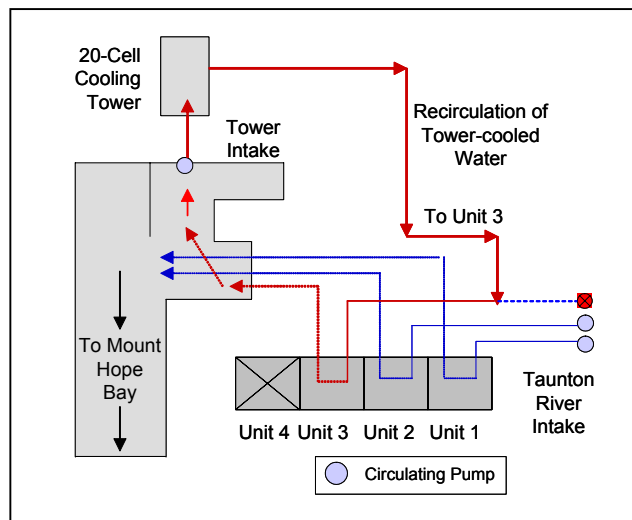 20-Cell
Cooling
Tower
Tower
Intake
Recirculation of
Tower-cooled
Water
To Unit 3
To Mount
Hope
Bay
Taunton
River
Intake
Unit 4 Unit 3 Unit 2 Unit 1
Circulating Pump